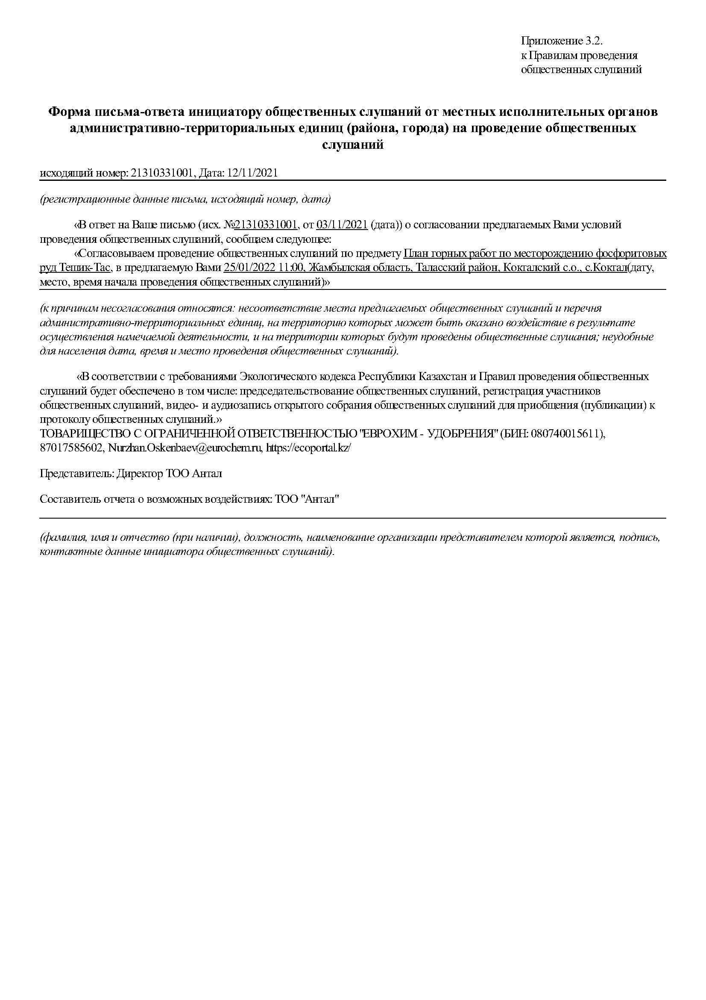 Приложение 3.2.
к Правилам проведения
общественных слушаний
Форма письма-ответа инициатору общественных слушаний от местных исполнительных органов
административно-территориальных единиц (района, города) на проведение общественных
слушаний
исходящий номер: 21310331001, Дата: 12/11/2021
(регистрационные данные письма, исходящий номер, дата)
«В ответ на Ваше письмо (исх. №21310331001, от 03/11/2021 (дата)) о согласовании предлагаемых Вами условий
проведения общественных слушаний, сообщаем следующее:
«Согласовываем проведение общественных слушаний по предмету План горных работ по месторождению фосфоритовых
руд Тешик-Тас, в предлагаемую Вами 25/01/2022 11:00, Жамбылская область, Таласский район, Кокталский с.о., с.Коктал(дату,
место, время начала проведения общественных слушаний)»
(к причинам несогласования относятся: несоответствие места предлагаемых общественных слушаний и перечня
административно-территориальных единиц, на территорию которых может быть оказано воздействие в результате
осуществления намечаемой деятельности, и на территории которых будут проведены общественные слушания; неудобные
для населения дата, время и место проведения общественных слушаний).
«В соответствии с требованиями Экологического кодекса Республики Казахстан и Правил проведения общественных
слушаний будет обеспечено в том числе: председательствование общественных слушаний, регистрация участников
общественных слушаний, видео- и аудиозапись открытого собрания общественных слушаний для приобщения (публикации) к
протоколу общественных слушаний.»
ТОВАРИЩЕСТВО С ОГРАНИЧЕННОЙ ОТВЕТСТВЕННОСТЬЮ "ЕВРОХИМ - УДОБРЕНИЯ" (БИН: 080740015611),
87017585602, Nurzhan.Oskenbaev@eurochem.ru, https://ecoportal.kz/
Представитель: Директор ТОО Антал
Составитель отчета о возможных воздействиях: ТОО "Антал"
(фамилия, имя и отчество (при наличии), должность, наименование организации представителем которой является, подпись,
контактные данные инициатора общественных слушаний).